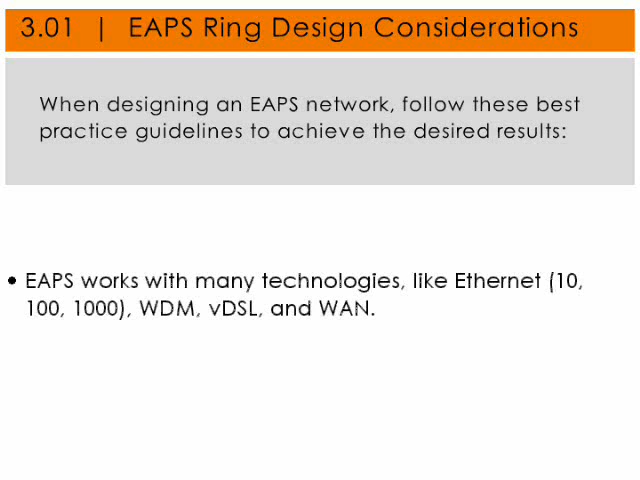 3.01 | EAPS Ring Design Considerations
When designing an EAPS network, follow these best
practice guidelines to achieve the desired results:
• EAPS works with many technologies, like Ethernet (10,
100, 1000), WDM, vDSL, and WAN.